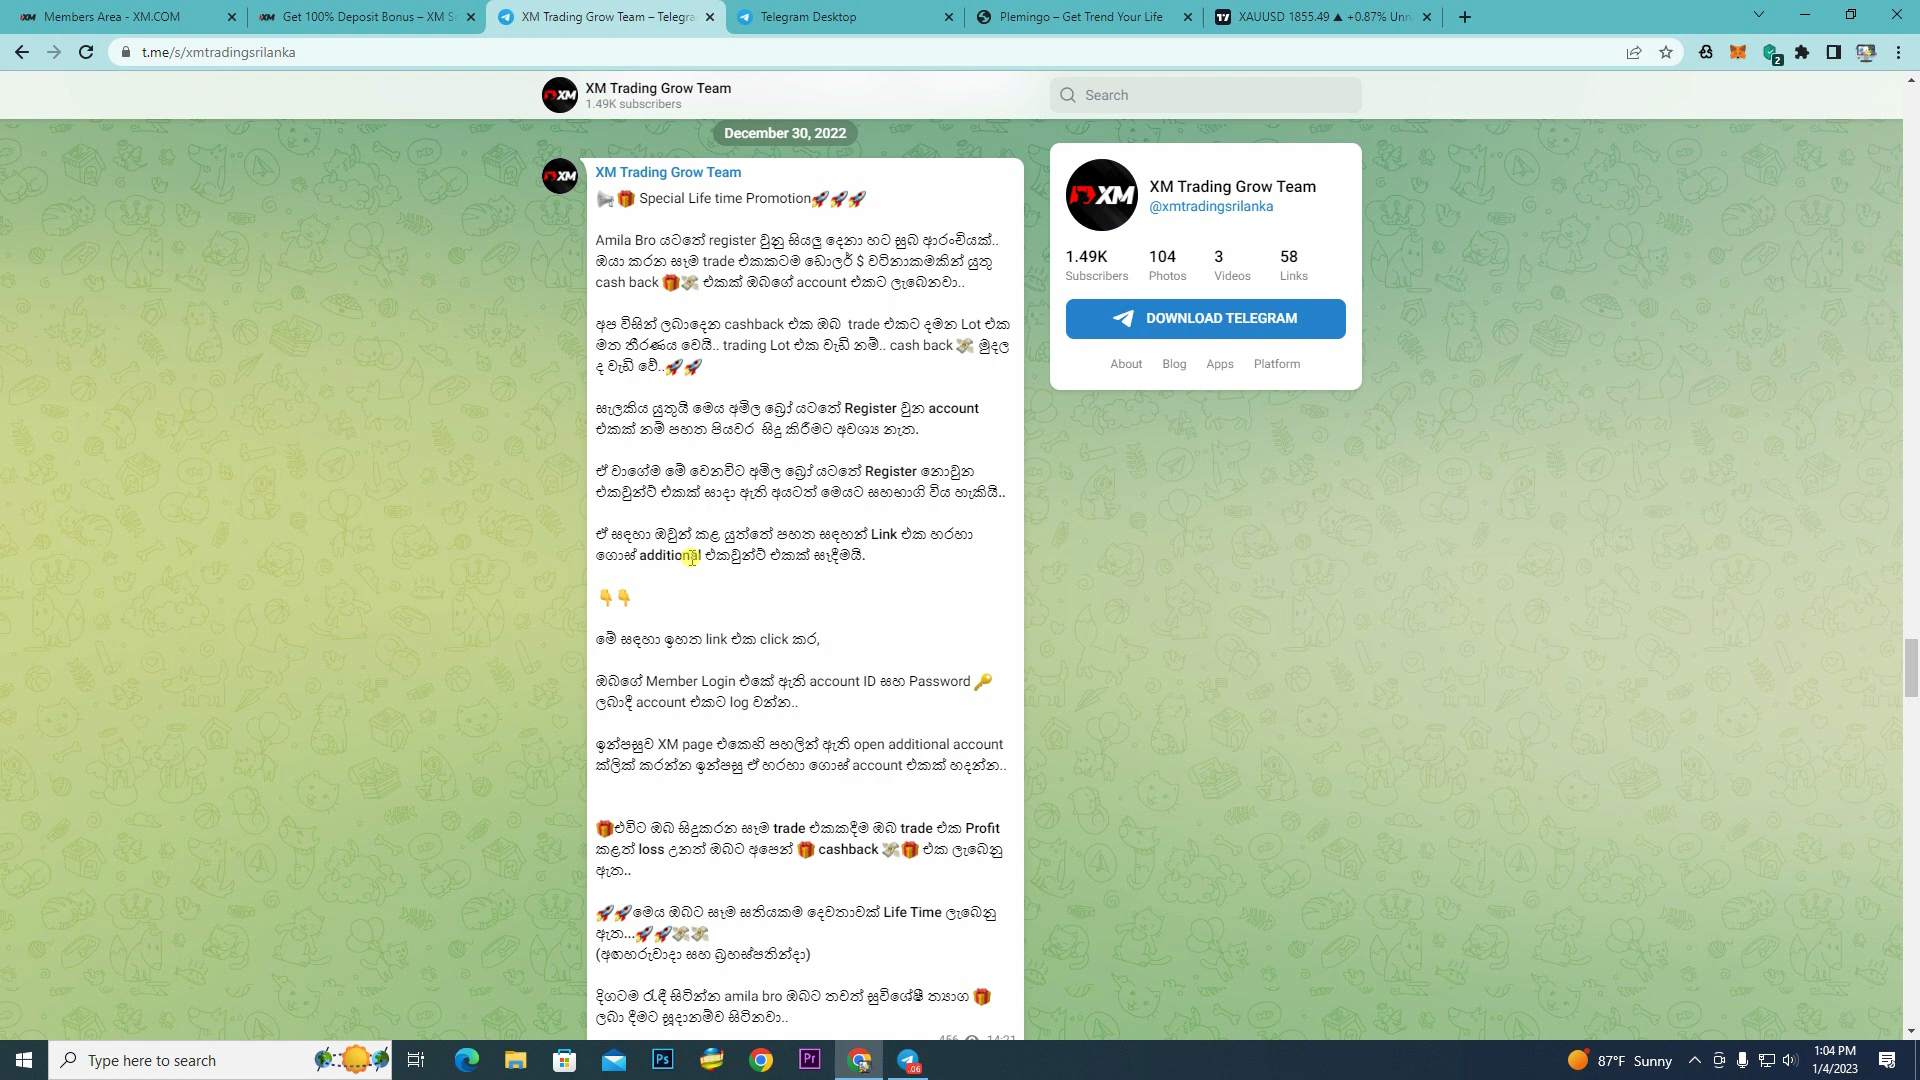 Members Area - XM.COM
Get 100% Deposit Bonus – XM S
XM Trading Grow Team – Telegra
Telegram Desktop
Plemingo – Get Trend Your Life
XAUUSD 1855.49 ▲ +0.87% Unn
t.me/s/xmtradingsrilanka
XM Trading Grow Team
1.49K subscribers
Search
December 30, 2022
XM Trading Grow Team
📢🎁 Special Life time Promotion🚀🚀🚀
Amila Bro යටතේ register වුනු සියලු දෙනා හට සුබ ආරංචියක්..
ඔයා කරන සෑම trade එකකටම ඩොලර් $ වටිනාකමකින් යුතු
cash back 🎁💸 එකක් ඔබගේ account එකට ලැබෙනවා..
අප විසින් ලබාදෙන cashback එක ඔබ trade එකට දමන Lot එක
මත තීරණය වෙයි.. trading Lot එක වැඩි නම්.. cash back 💸 මුදල
ද වැඩි වේ..🚀🚀
සැලකිය යුතුයි මෙය අමිල බ්‍රෝ යටතේ Register වුන account
එකක් නම් පහත පියවර සිදු කිරීමට අවශ්‍ය නැත.
ඒ වාගේම මේ වෙනවිට අමිල බ්‍රෝ යටතේ Register නොවුන
එකවුන්ට් එකක් සාදා ඇති අයටත් මෙයට සහභාගි විය හැකියි..
ඒ සඳහා ඔවුන් කළ යුත්තේ පහත සඳහන් Link එක හරහා
ගොස් additional එකවුන්ට් එකක් සෑදීමයි.
👇👇
මේ සඳහා ඉහත link එක click කර,
ඔබගේ Member Login එකේ ඇති account ID සහ Password 🔑
ලබාදී account එකට log වන්න..
ඉන්පසුව XM page එකෙහි පහලින් ඇති open additional account
ක්ලික් කරන්න ඉන්පසු ඒ හරහා ගොස් account එකක් හදන්න..
🎁එවිට ඔබ සිදුකරන සෑම trade එකකදීම ඔබ trade එක Profit
කළත් loss උනත් ඔබට අපෙන් 🎁 cashback 💸🎁 එක ලැබෙනු
ඇත..
🚀🚀මෙය ඔබට සෑම සතියකම දෙවතාවක් Life Time ලැබෙනු
ඇත...🚀🚀💸💸
(අඟහරුවාදා සහ බ්‍රහස්පතින්දා)
දිගටම රැඳී සිටින්න amila bro ඔබට තවත් සුවිශේෂී ත්‍යාග 🎁
ලබා දීමට සූදානම්ව සිටිනවා..
456 14:21
XM Trading Grow Team
@xmtradingsrilanka
1.49K 104 3 58
Subscribers Photos Videos Links
DOWNLOAD TELEGRAM
About Blog Apps Platform
Type here to search
87°F Sunny
1:04 PM
1/4/2023